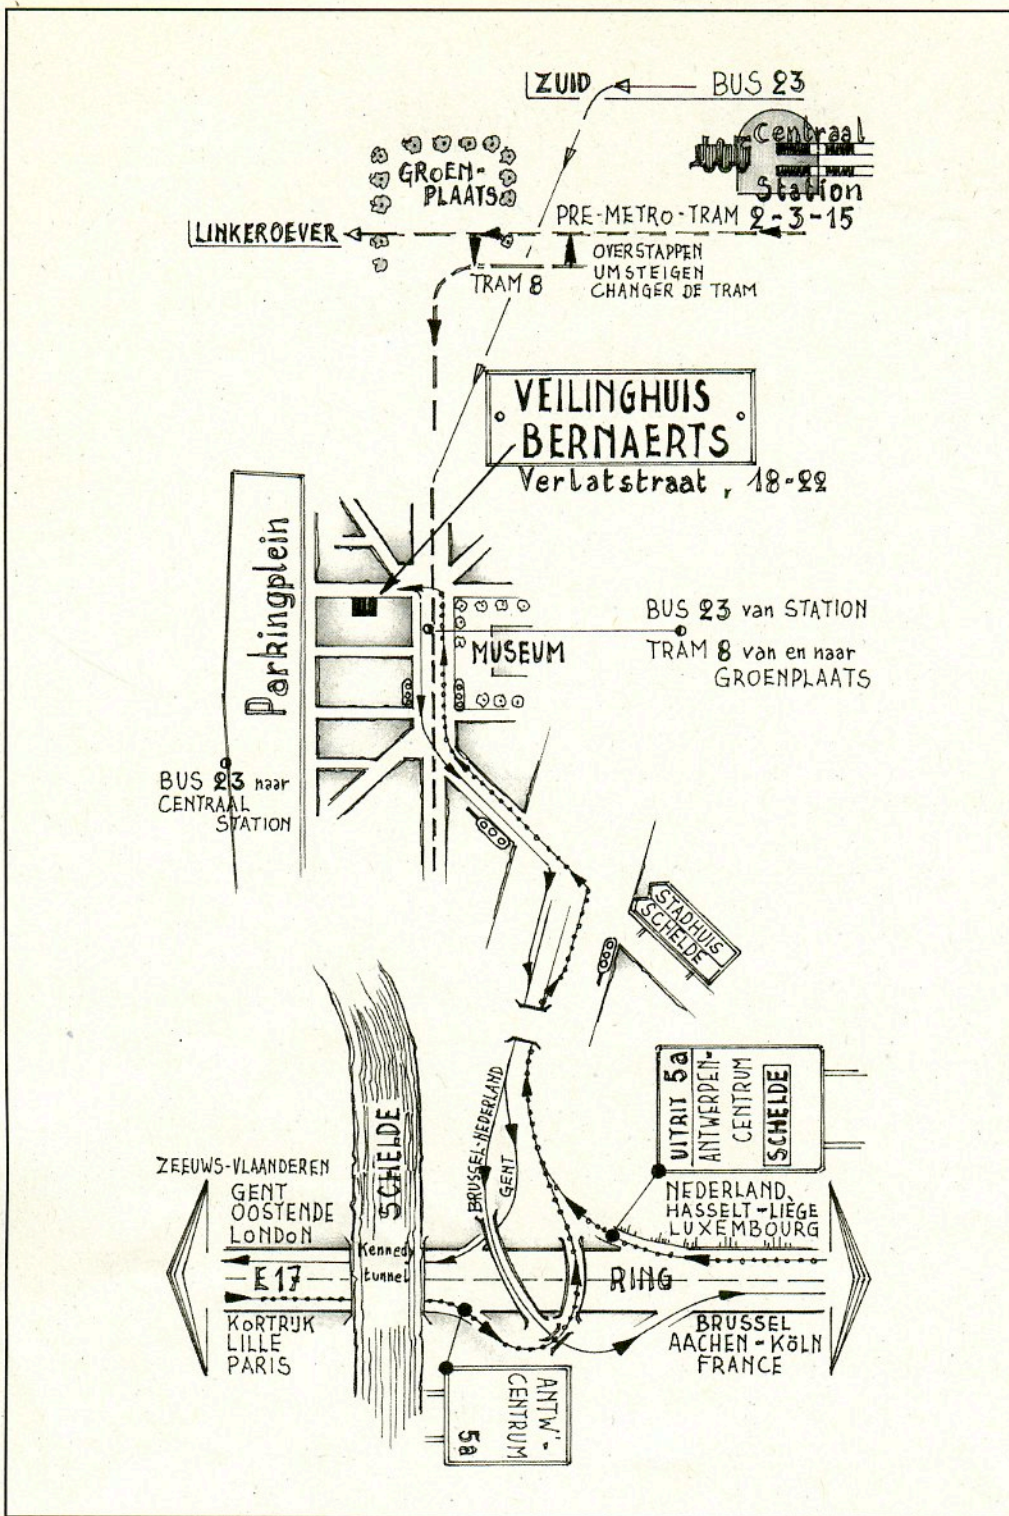 ZUID
BUS 23
Centraal
Station
GROEN-
PLAATS
PRE-METRO-TRAM 2-3-15
LINKEROEVER
OVERSTAPPEN
UMSTEIGEN
CHANGER DE TRAM
TRAM 8
VEILINGHUIS
BERNAERTS
Verlatstraat, 18-22
Parkingplein
BUS 23 van STATION
MUSEUM
TRAM 8 van en naar
GROENPLAATS
BUS 23 naar
CENTRAAL
STATION
STADHUIS
SCHELDE
UITRIT 5a
ANTWERPEN-
CENTRUM
SCHELDE
BRUSSEL-NEDERLAND
GENT
SCHELDE
ZEEUWS-VLAANDEREN
GENT
OOSTENDE
LONDON
NEDERLAND,
HASSELT-LIÈGE
LUXEMBOURG
Kennedy
tunnel
E17
RING
KORTRIJK
LILLE
PARIS
BRUSSEL
AACHEN-KÖLN
FRANCE
ANTW'-
CENTRUM
5a